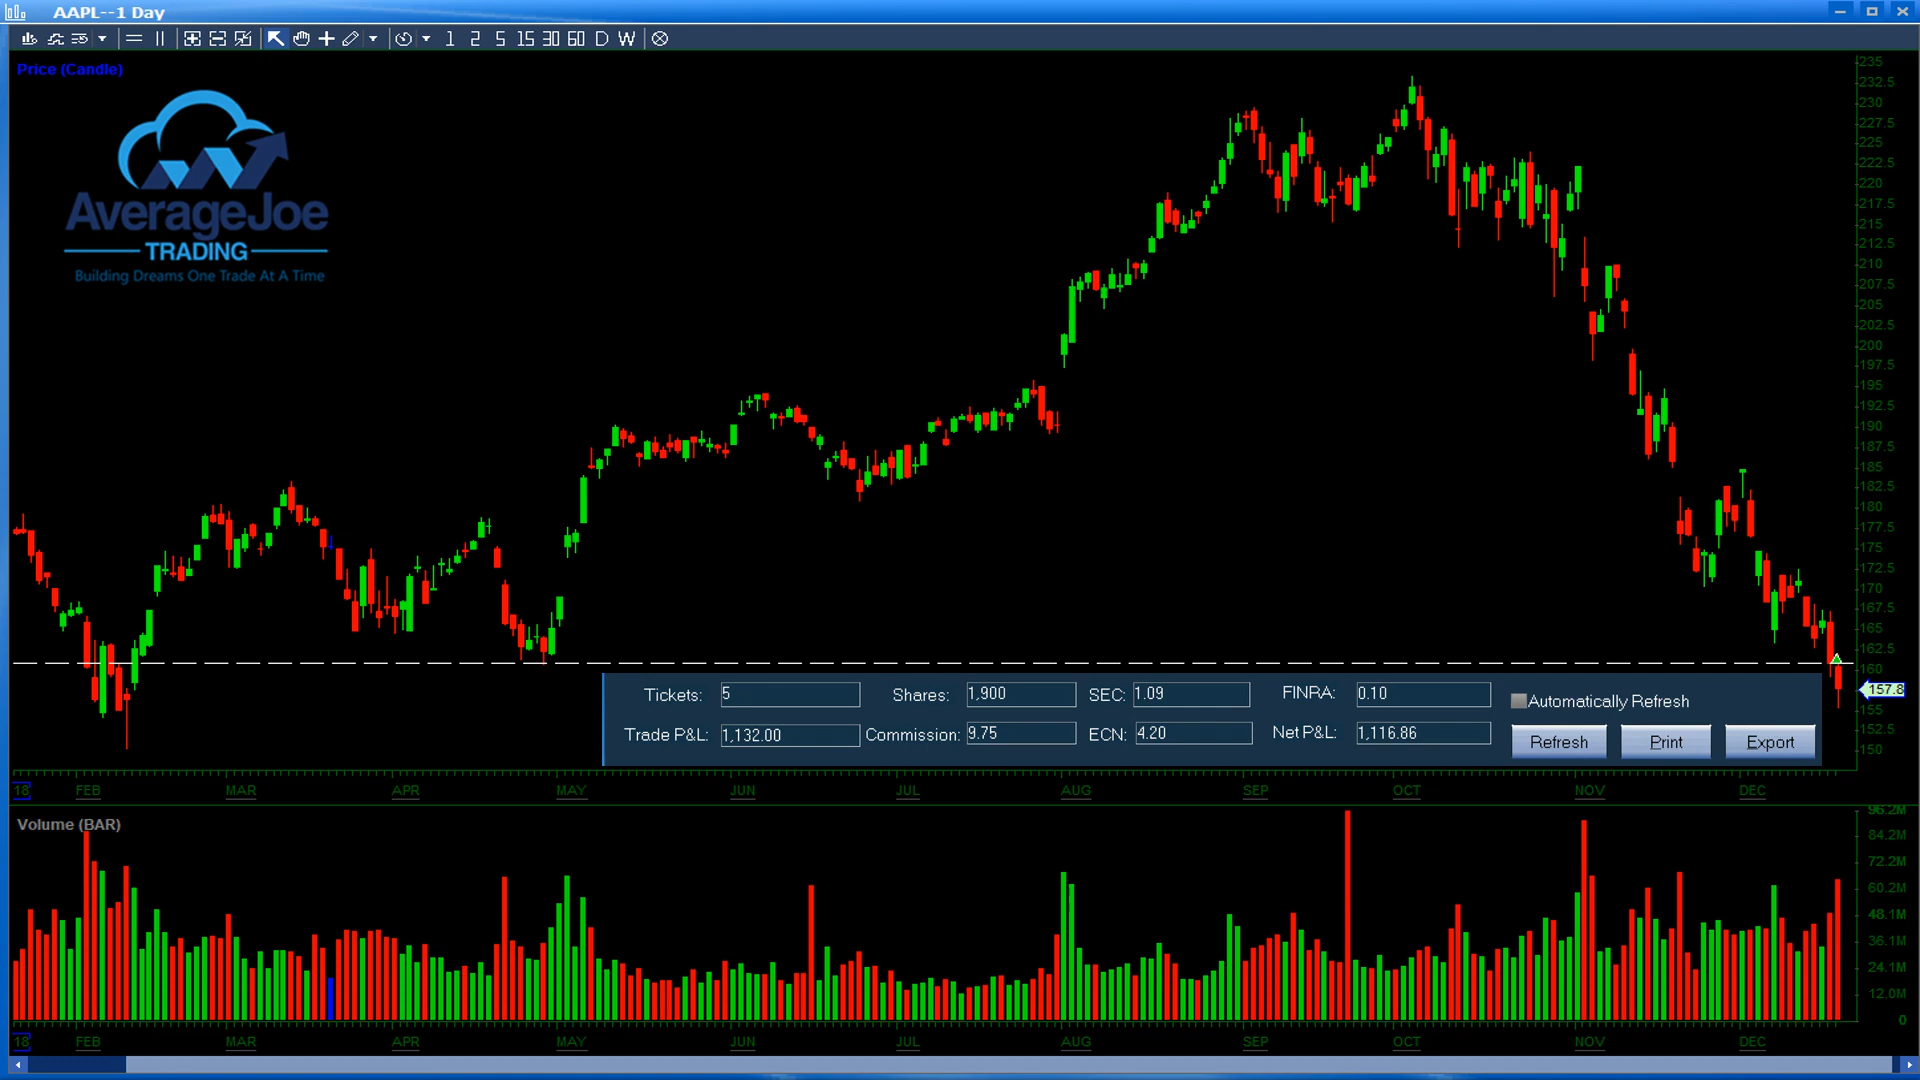 AAPL--1 Day
1 2 5 15 30 60 D W
Price (Candle)
AverageJoe
TRADING
Building Dreams One Trade At A Time
235
232.5
230
227.5
225
222.5
220
217.5
215
212.5
210
207.5
205
202.5
200
197.5
195
192.5
190
187.5
185
182.5
180
177.5
175
172.5
170
167.5
165
162.5
160
157.8
155
152.5
150
Tickets: 5 Shares: 1,900 SEC: 1.09 FINRA: 0.10 Automatically Refresh
Trade P&L: 1,132.00 Commission: 9.75 ECN: 4.20 Net P&L: 1,116.86 Refresh Print Export
18 FEB MAR APR MAY JUN JUL AUG SEP OCT NOV DEC
Volume (BAR)
96.2M
84.2M
72.2M
60.2M
48.1M
36.1M
24.1M
12.0M
0
18 FEB MAR APR MAY JUN JUL AUG SEP OCT NOV DEC